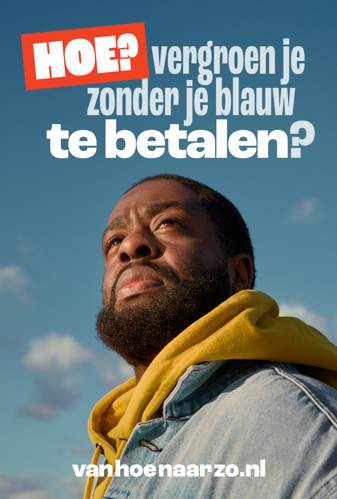 HOE? vergroen je
zonder je blauw
te betalen?
vanhoenaarzo.nl